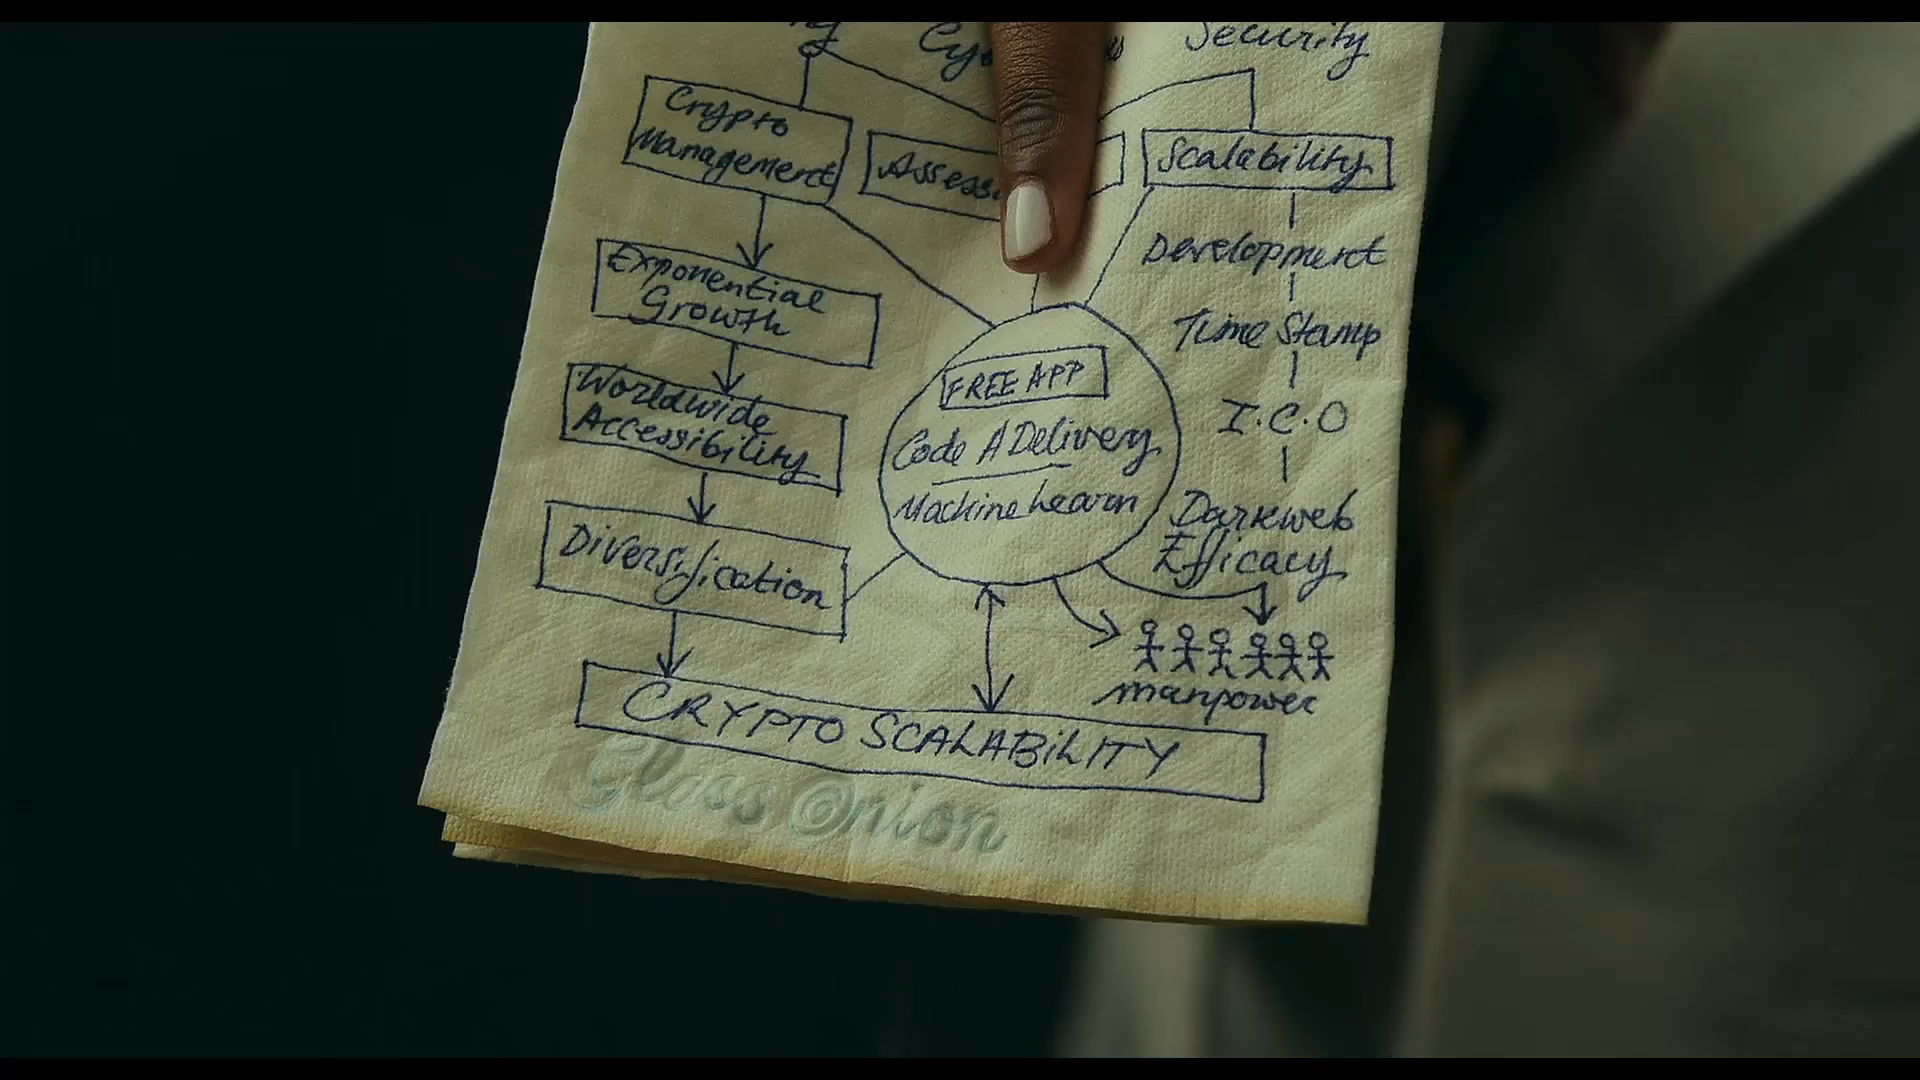 Security
Crypto
Management
Scalability
Exponential
Growth
Development
Time Stamp
Worldwide
Accessibility
FREE APP
Code A Delivery
Machine Learn
I.C.O
Diversification
Darkweb
Efficacy
manpower
CRYPTO SCALABILITY
Glass Onion